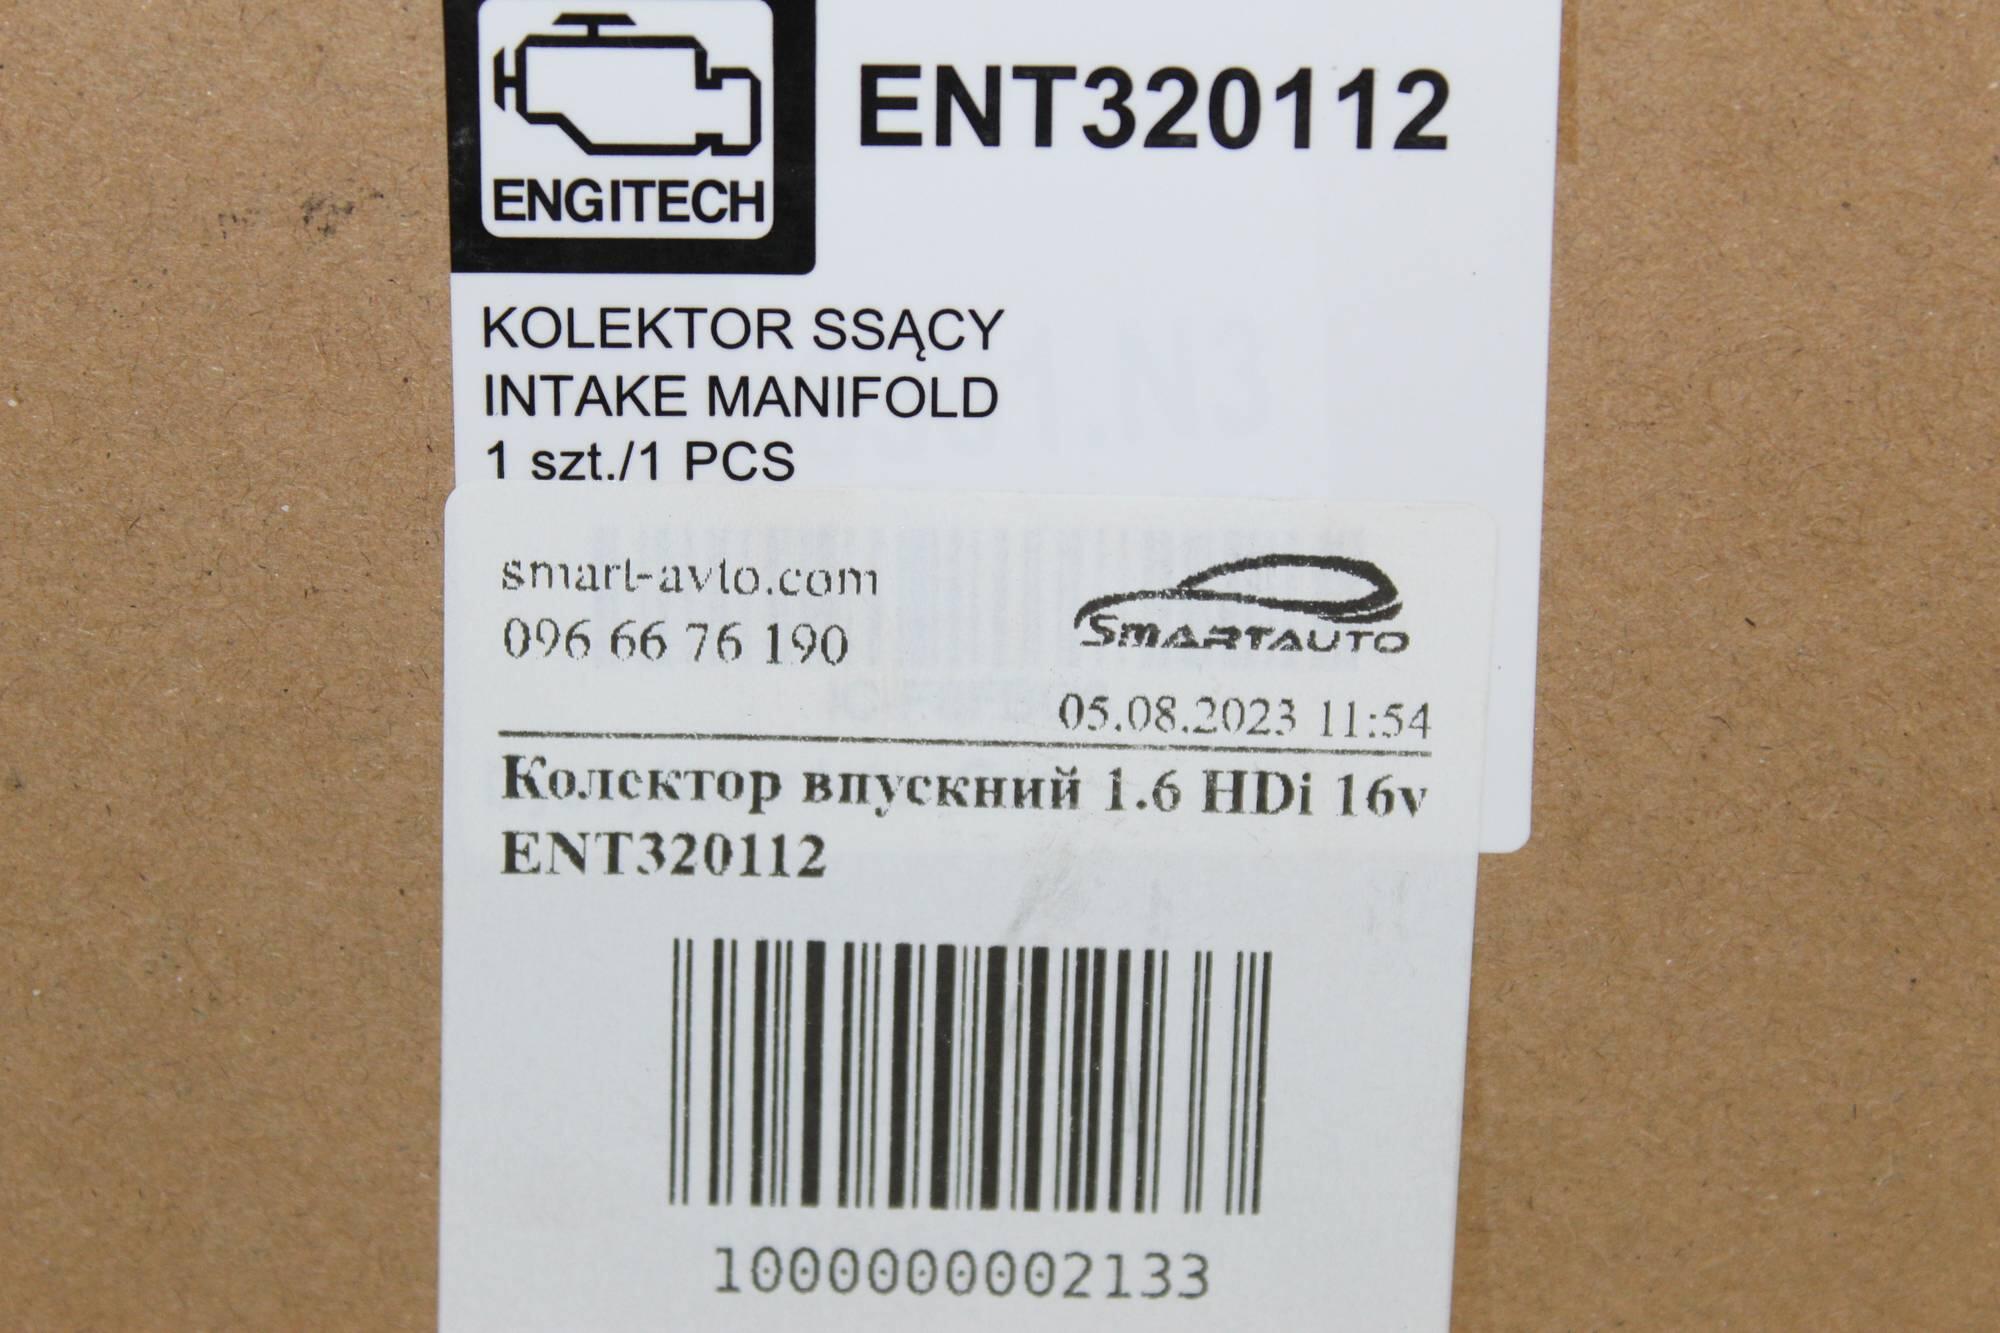 ENGITECH
ENT320112
KOLEKTOR SSĄCY
INTAKE MANIFOLD
1 szt./1 PCS
smart-avto.com
096 66 76 190
SMARTAUTO
05.08.2023 11:54
Колектор впускний 1.6 HDi 16v
ENT320112
1000000002133